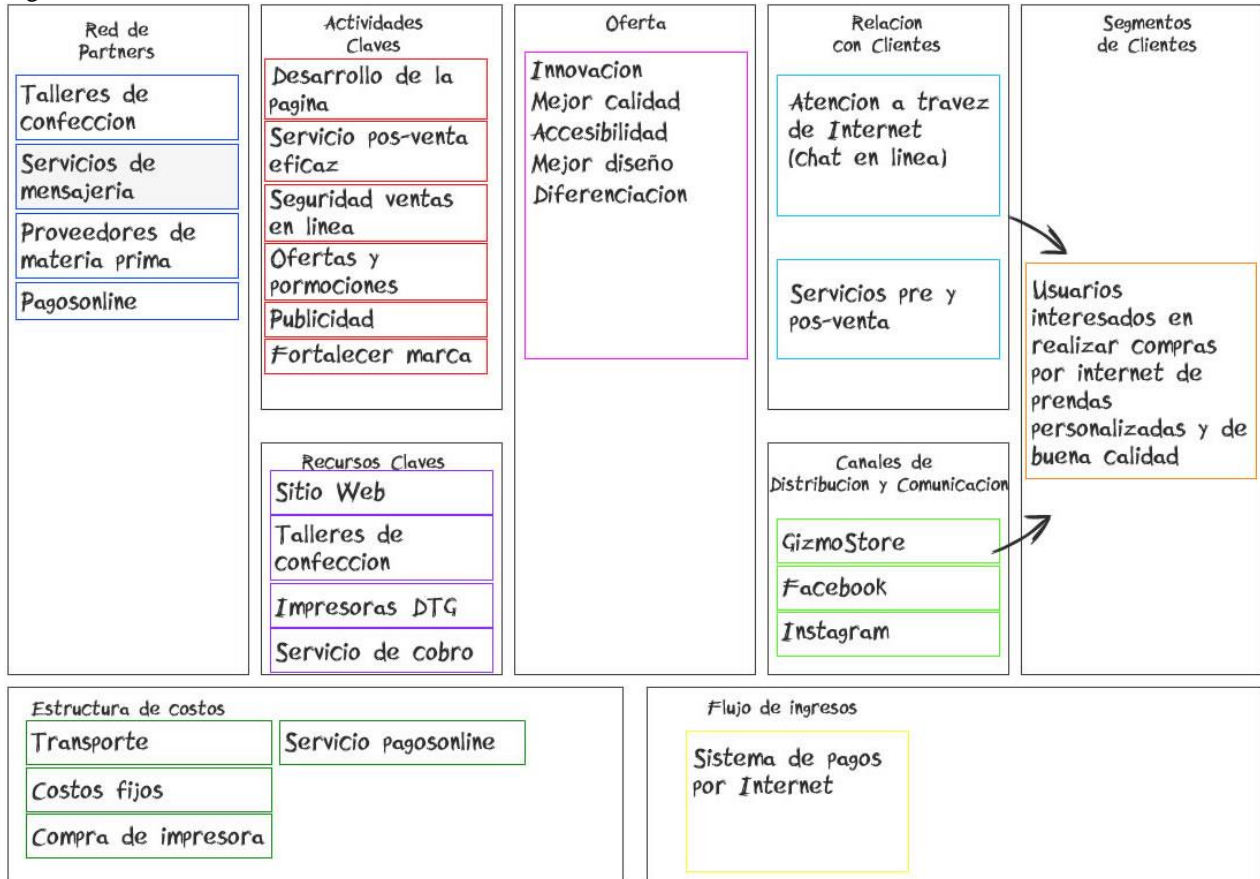 Red de
Partners
Talleres de
confeccion
Servicios de
mensajeria
Proveedores de
materia prima
Pagosonline
Actividades
Claves
Desarrollo de la
pagina
Servicio pos-venta
eficaz
Seguridad ventas
en linea
Ofertas y
pormociones
Publicidad
Fortalecer marca
Recursos Claves
Sitio Web
Talleres de
confeccion
Impresoras DTG
Servicio de cobro
Oferta
Innovacion
Mejor calidad
Accesibilidad
Mejor diseño
Diferenciacion
Relacion
con Clientes
Atencion a travez
de Internet
(chat en linea)
Servicios pre y
pos-venta
Canales de
Distribucion y Comunicacion
GizmoStore
Facebook
Instagram
Segmentos
de Clientes
Usuarios
interesados en
realizar compras
por internet de
prendas
personalizadas y de
buena calidad
Estructura de costos
Transporte
Servicio pagosonline
Costos fijos
Compra de impresora
Flujo de ingresos
Sistema de pagos
por Internet